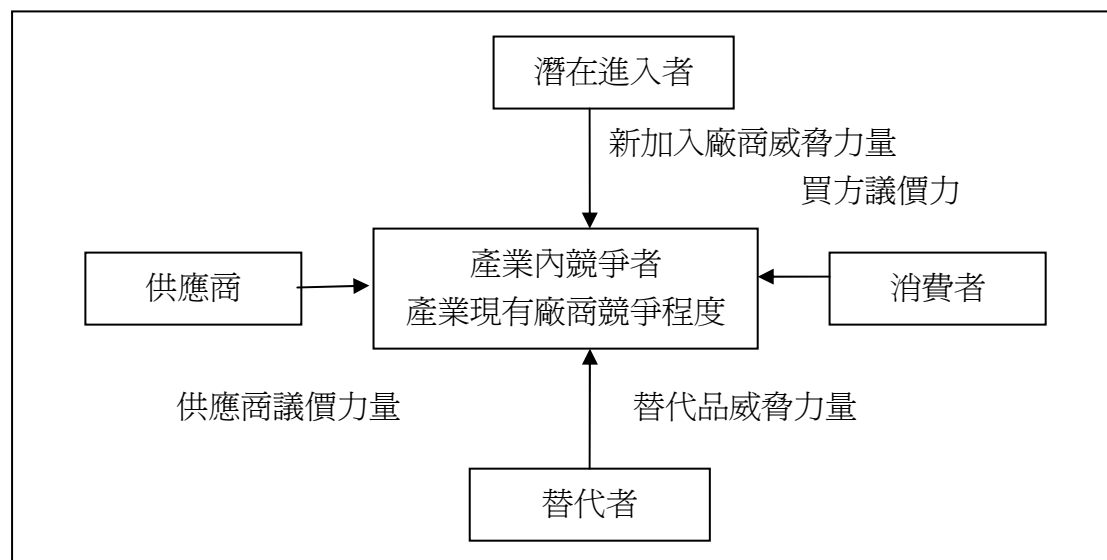 潛在進入者
新加入廠商威脅力量
買方議價力
供應商
產業內競爭者
產業現有廠商競爭程度
消費者
供應商議價力量
替代品威脅力量
替代者